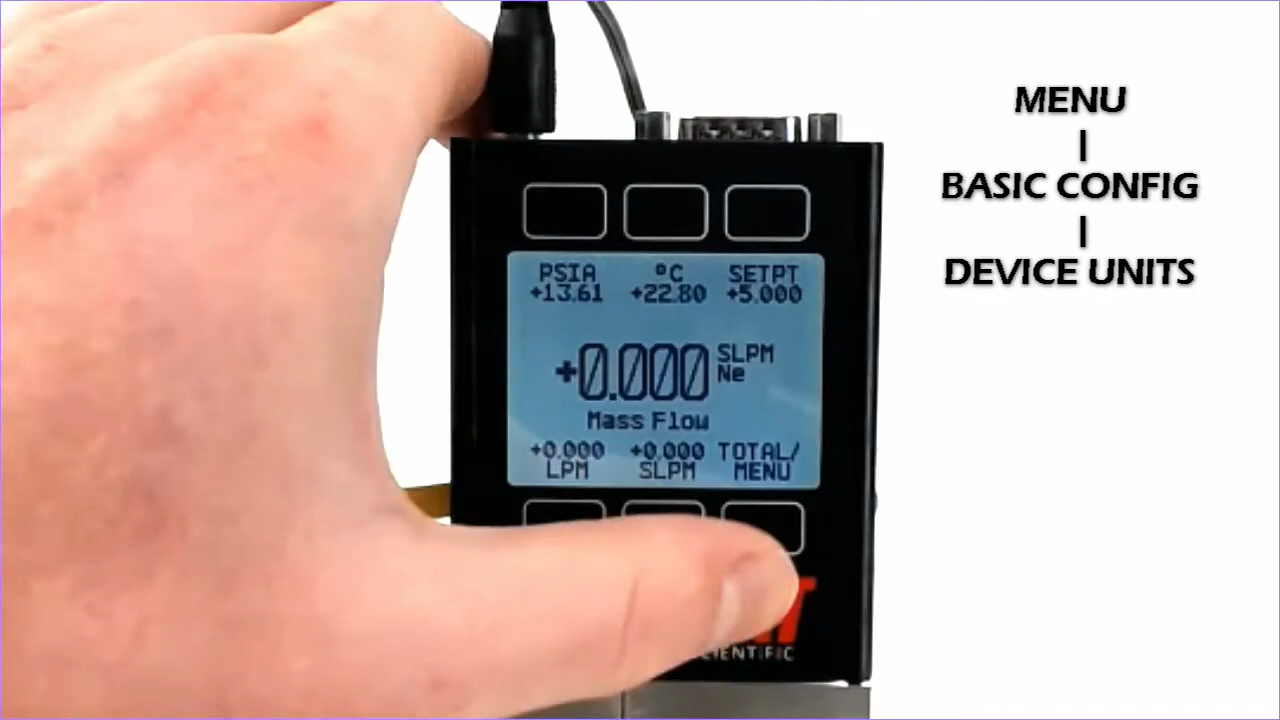 MENU
|
BASIC CONFIG
|
DEVICE UNITS
PSIA °C SETPT
+13.61 +22.80 +5.000
+0.000 SLPM
Ne
Mass Flow
+0.000 +0.000 TOTAL/
LPM SLPM MENU